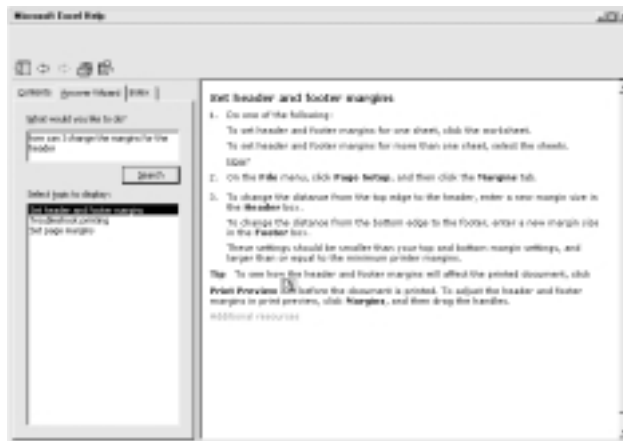 Microsoft Excel Help
Contents Answer Wizard Index
What would you like to do?
how can I change the margins for the
header
Search
Select topic to display:
Set header and footer margins
Troubleshoot printing
Set page margins
Set header and footer margins
1. Do one of the following:
To set header and footer margins for one sheet, click the worksheet.
To set header and footer margins for more than one sheet, select the sheets.
2. On the File menu, click Page Setup, and then click the Margins tab.
3. To change the distance from the top edge to the header, enter a new margin size in
the Header box.
To change the distance from the bottom edge to the footer, enter a new margin size
in the Footer box.
These settings should be smaller than your top and bottom margin settings, and
larger than or equal to the minimum printer margins.
Tip To see how the header and footer margins will affect the printed document, click
Print Preview before the document is printed. To adjust the header and footer
margins in print preview, click Margins, and then drag the handles.
Additional resources